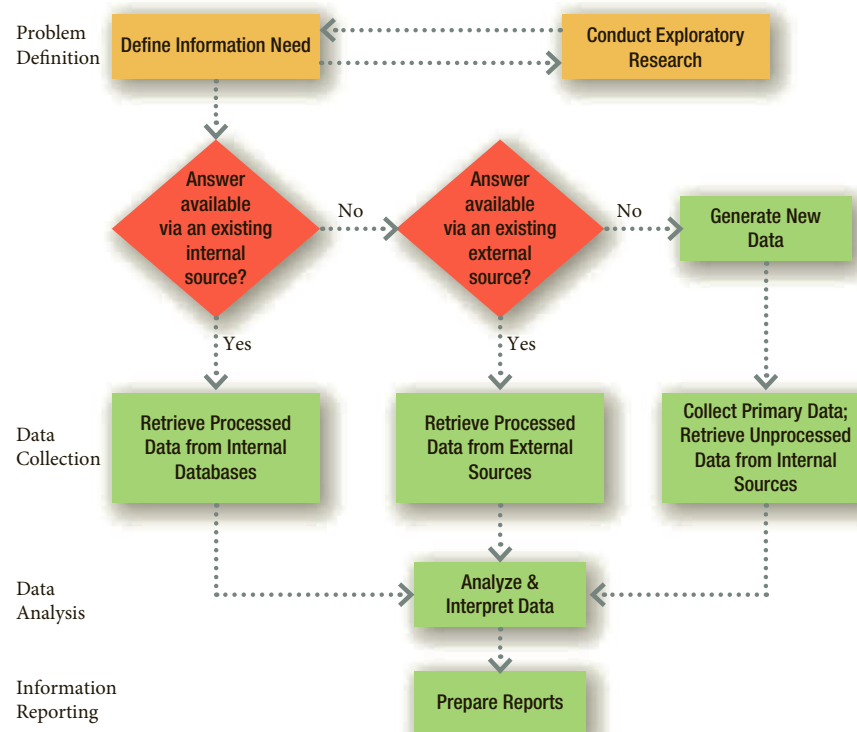 Problem
Definition
Define Information Need
Conduct Exploratory
Research
Answer
available
via an existing
internal
source?
No
Answer
available
via an existing
external
source?
No
Generate New
Data
Yes
Yes
Data
Collection
Retrieve Processed
Data from Internal
Databases
Retrieve Processed
Data from External
Sources
Collect Primary Data;
Retrieve Unprocessed
Data from Internal
Sources
Data
Analysis
Analyze &
Interpret Data
Information
Reporting
Prepare Reports